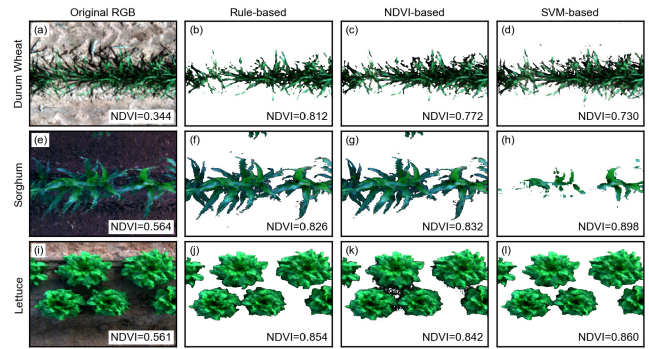 Original RGB Rule-based NDVI-based SVM-based
Durum Wheat
(a) (b) (c) (d)
NDVI=0.344 NDVI=0.812 NDVI=0.772 NDVI=0.730
Sorghum
(e) (f) (g) (h)
NDVI=0.564 NDVI=0.826 NDVI=0.832 NDVI=0.898
Lettuce
(i) (j) (k) (l)
NDVI=0.561 NDVI=0.854 NDVI=0.842 NDVI=0.860